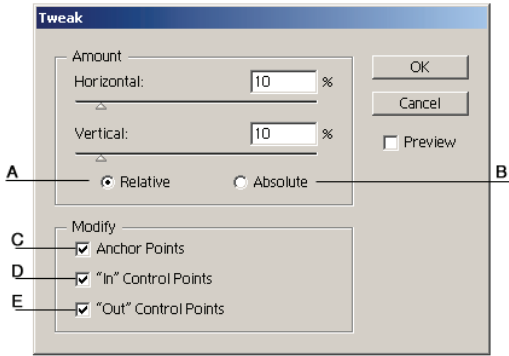 Tweak
Amount
Horizontal: 10 %
Vertical: 10 %
A Relative Absolute B
OK
Cancel
Preview
Modify
C Anchor Points
D "In" Control Points
E "Out" Control Points